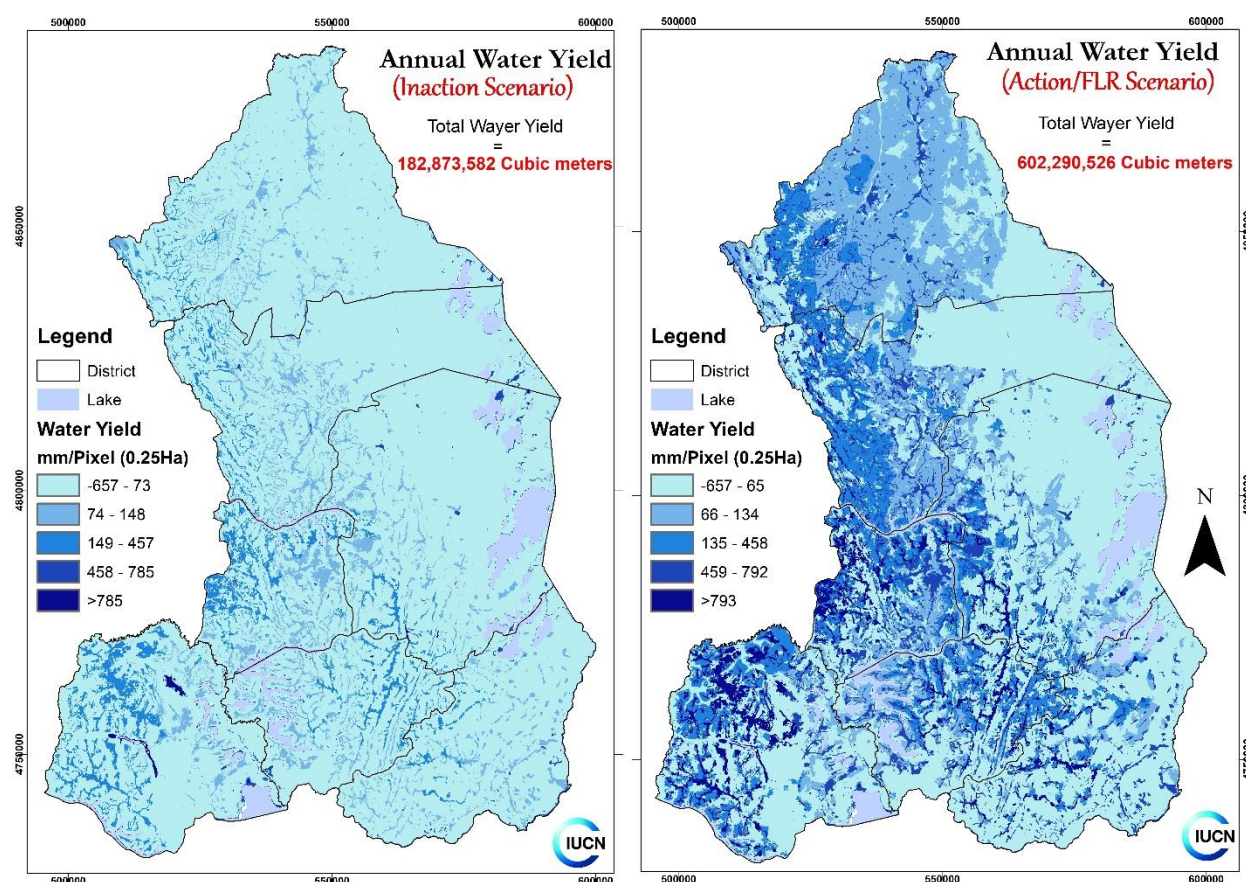 500000 550000 600000
Annual Water Yield
(Inaction Scenario)
Total Wayer Yield
=
182,873,582 Cubic meters
4850000
4800000
4750000
Legend
District
Lake
Water Yield
mm/Pixel (0.25Ha)
-657 - 73
74 - 148
149 - 457
458 - 785
>785
IUCN
500000 550000 600000
500000 550000 600000
Annual Water Yield
(Action/FLR Scenario)
Total Wayer Yield
=
602,290,526 Cubic meters
4850000
4800000
4750000
Legend
District
Lake
Water Yield
mm/Pixel (0.25Ha)
-657 - 65
66 - 134
135 - 458
459 - 792
>793
N
IUCN
500000 550000 600000